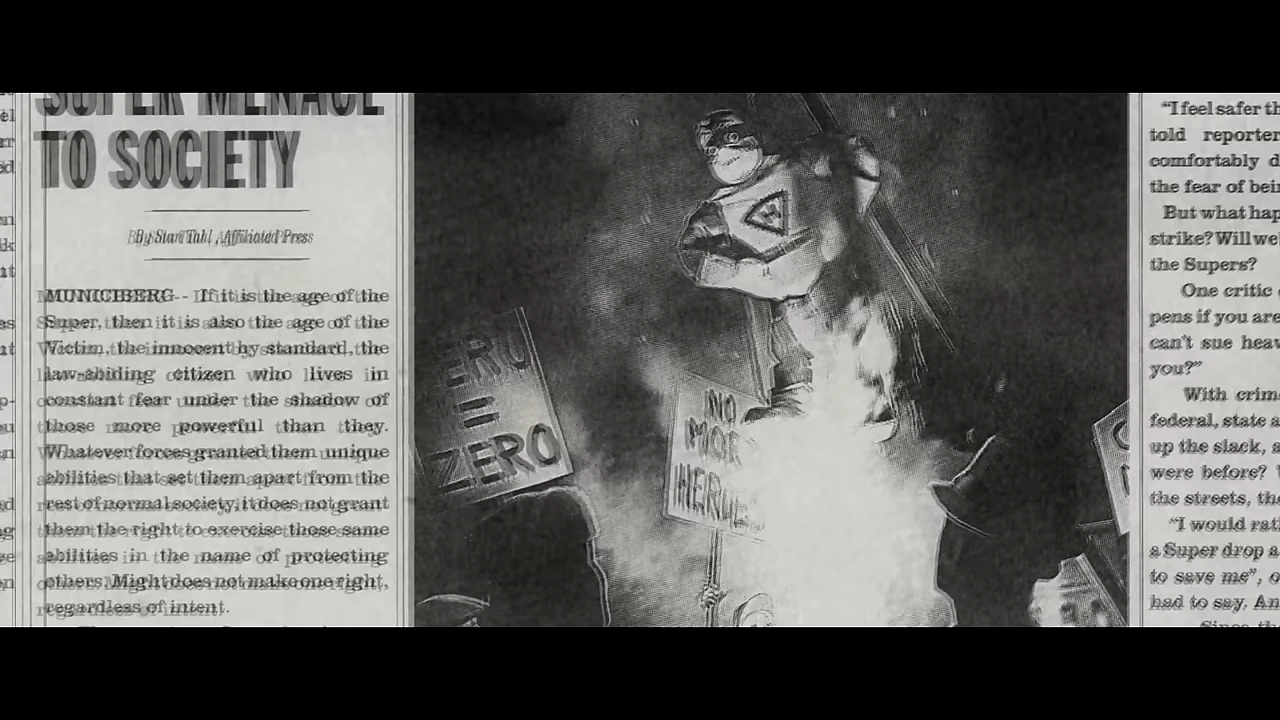 SUPER MENACE
TO SOCIETY
Affiliated Press
MUNICIBERG-- If it is the age of the
Super, then it is also the age of the
Victim, the innocent by standard, the
law-abiding citizen who lives in
constant fear under the shadow of
those more powerful than they.
Whatever forces granted them unique
abilities that set them apart from the
rest of normal society, it does not grant
them the right to exercise those same
abilities in the name of protecting
others. Might does not make one right,
regardless of intent.
ERO
=
ZERO
NO
MOR
HEROES
"I feel safer th
told reporter
comfortably d
the fear of bein
But what hap
strike? Will we
the Supers?
One critic
pens if you are
can't sue heav
you?"
With crim
federal, state a
up the slack, a
were before?
the streets, the
"I would rath
a Super drop a
to save me", o
had to say. An
Since the